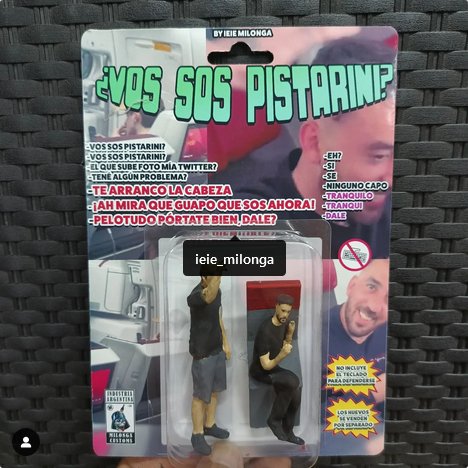 BY IEIE MILONGA
¿VOS SOS PISTARINI?
-VOS SOS PISTARINI?
-VOS SOS PISTARINI?
-EL QUE SUBE FOTO MÍA TWITTER?
-TENÉ ALGÚN PROBLEMA?
-TE ARRANCO LA CABEZA
-¡AH MIRA QUE GUAPO QUE SOS AHORA!
-PELOTUDO PÓRTATE BIEN, DALE?
-EH?
-SI
-SE
-NINGUNO CAPO
-TRANQUILO
-TRANQUI
-DALE
ieie_milonga
NO INCLUYE
EL TECLADO
PARA DEFENDERSE
LOS HUEVOS
SE VENDEN
POR SEPARADO
INDUSTRIA
ARGENTINA
MILONGA
CUSTOMS